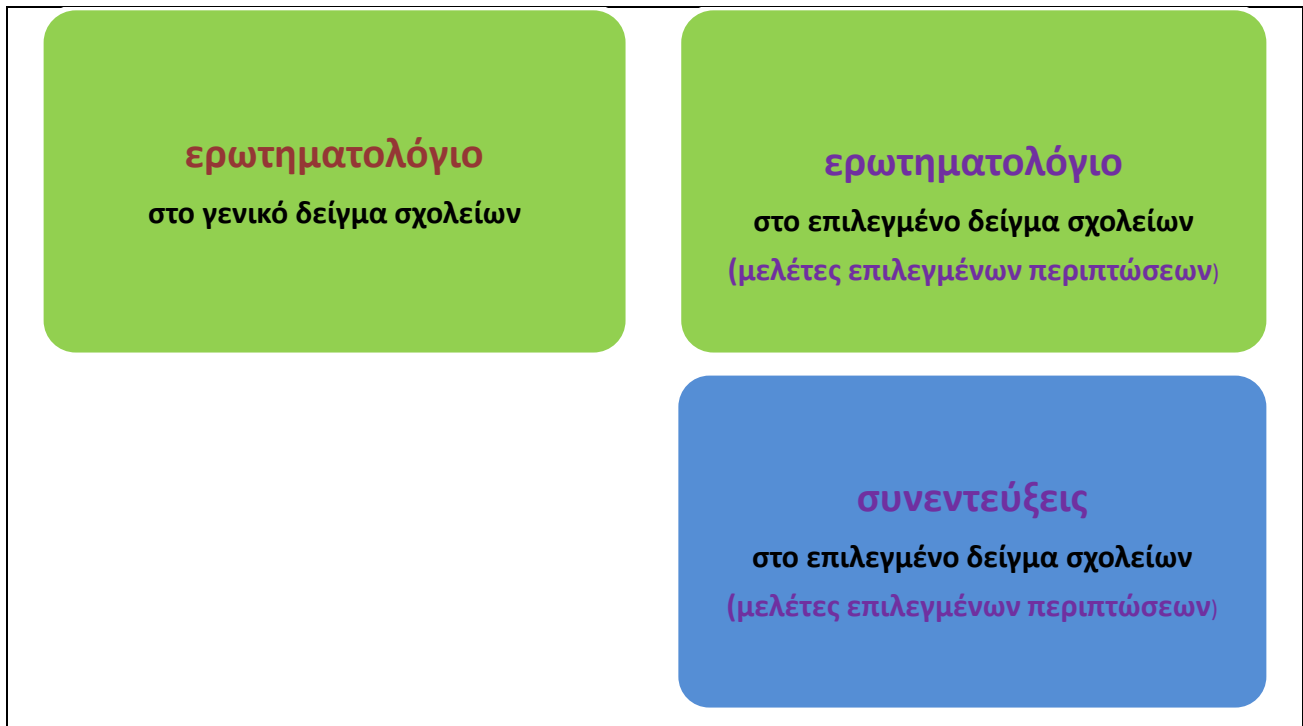 ερωτηματολόγιο
στο γενικό δείγμα σχολείων
ερωτηματολόγιο
στο επιλεγμένο δείγμα σχολείων
(μελέτες επιλεγμένων περιπτώσεων)
συνεντεύξεις
στο επιλεγμένο δείγμα σχολείων
(μελέτες επιλεγμένων περιπτώσεων)